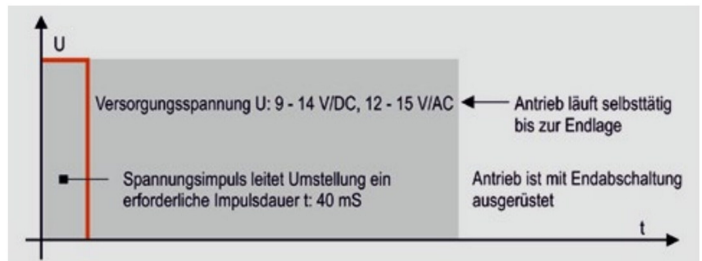 U
Versorgungsspannung U: 9 - 14 V/DC, 12 - 15 V/AC
Antrieb läuft selbsttätig
bis zur Endlage
Spannungsimpuls leitet Umstellung ein
erforderliche Impulsdauer t: 40 mS
Antrieb ist mit Endabschaltung
ausgerüstet
t